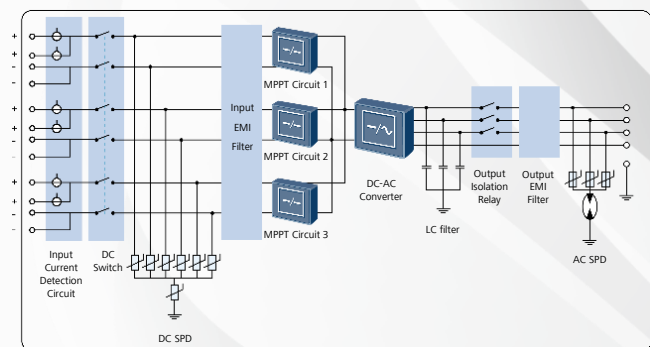 +
+
-
-
+
+
-
-
+
+
-
-
Input
Current
Detection
Circuit
DC
Switch
DC SPD
Input
EMI
Filter
MPPT Circuit 1
MPPT Circuit 2
MPPT Circuit 3
DC-AC
Converter
LC filter
Output
Isolation
Relay
Output
EMI
Filter
AC SPD